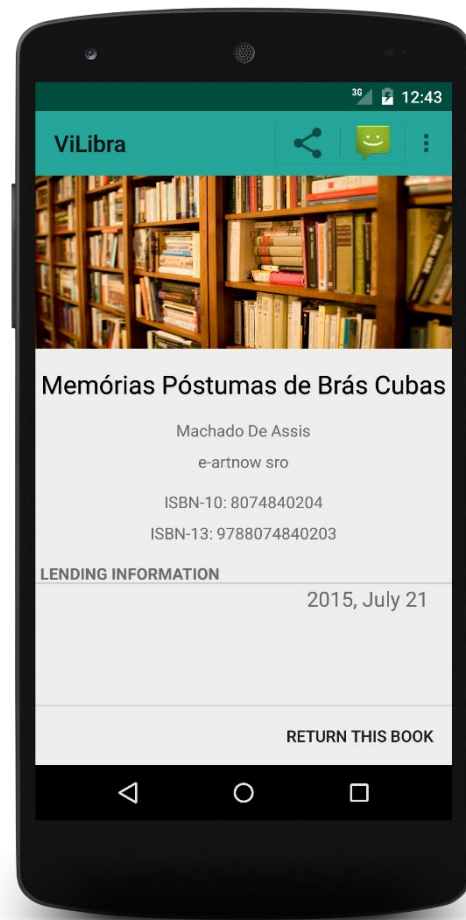 3G 12:43
ViLibra
Memórias Póstumas de Brás Cubas
Machado De Assis
e-artnow sro
ISBN-10: 8074840204
ISBN-13: 9788074840203
LENDING INFORMATION
2015, July 21
RETURN THIS BOOK